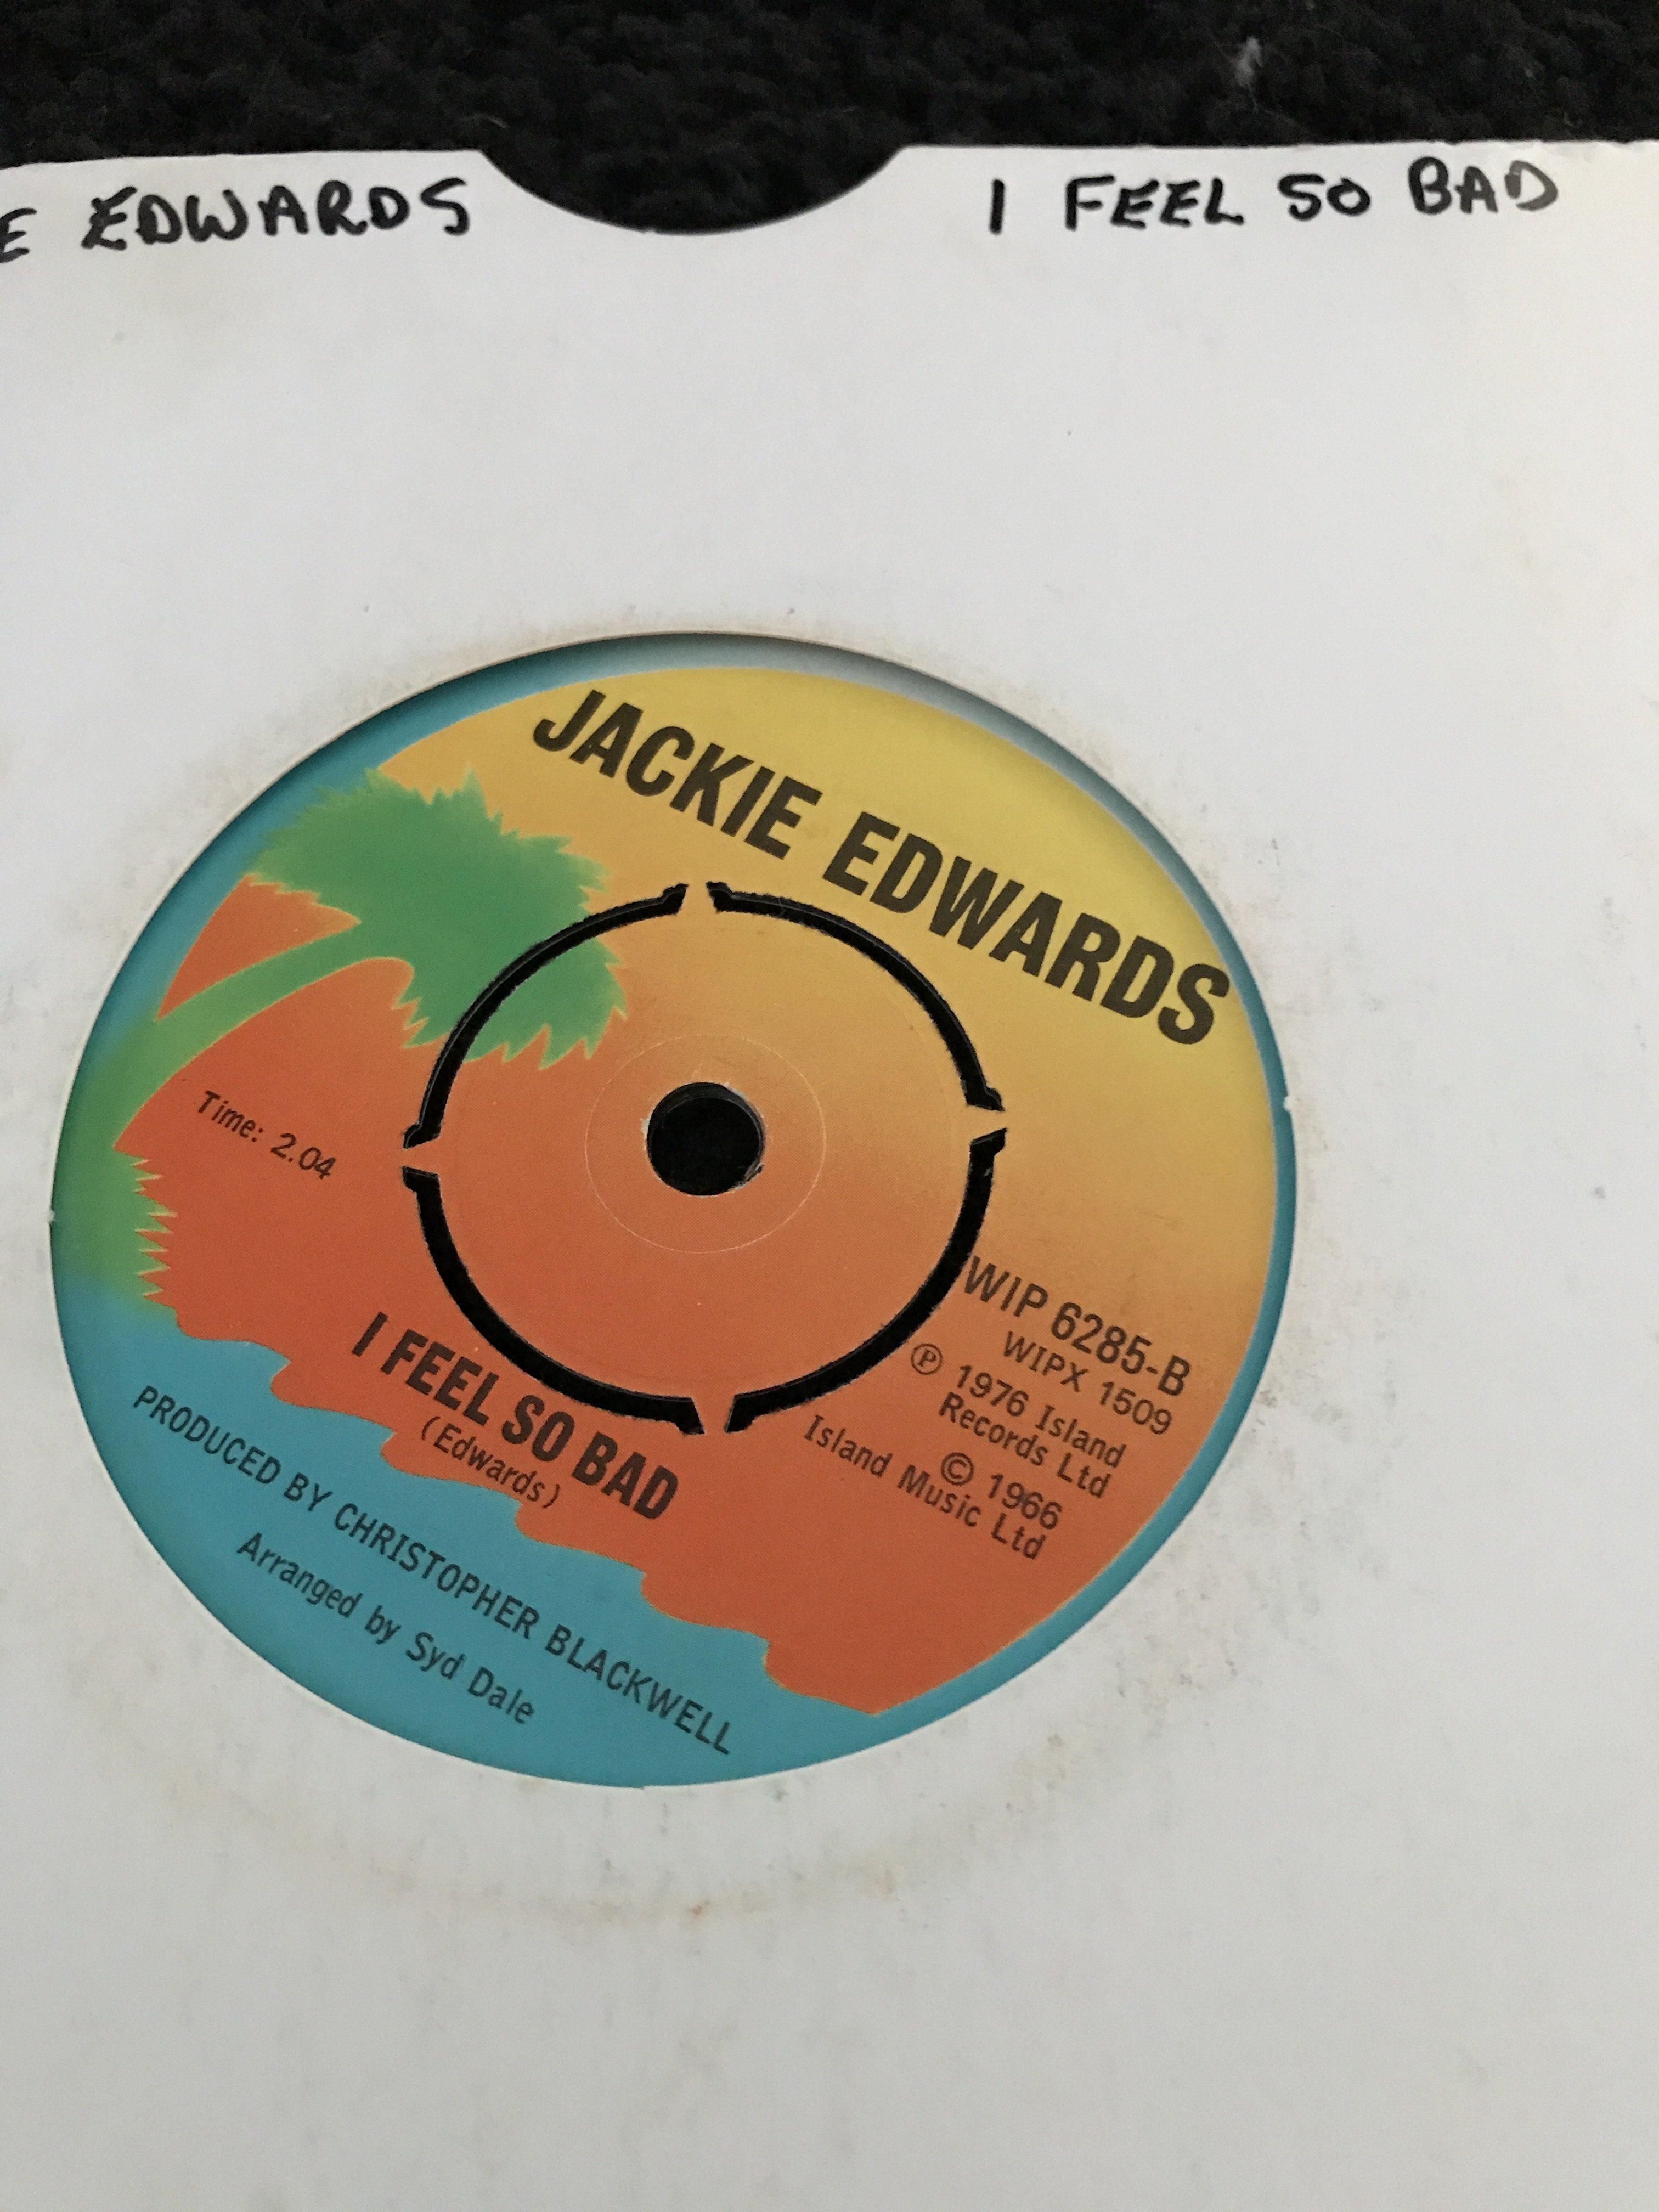 E EDWARDS
I FEEL SO BAD
JACKIE EDWARDS
Time: 2.04
WIP 6285-B
WIPX 1509
Ⓟ 1976 Island
Records Ltd
© 1966
Island Music Ltd
I FEEL SO BAD
(Edwards)
PRODUCED BY CHRISTOPHER BLACKWELL
Arranged by Syd Dale